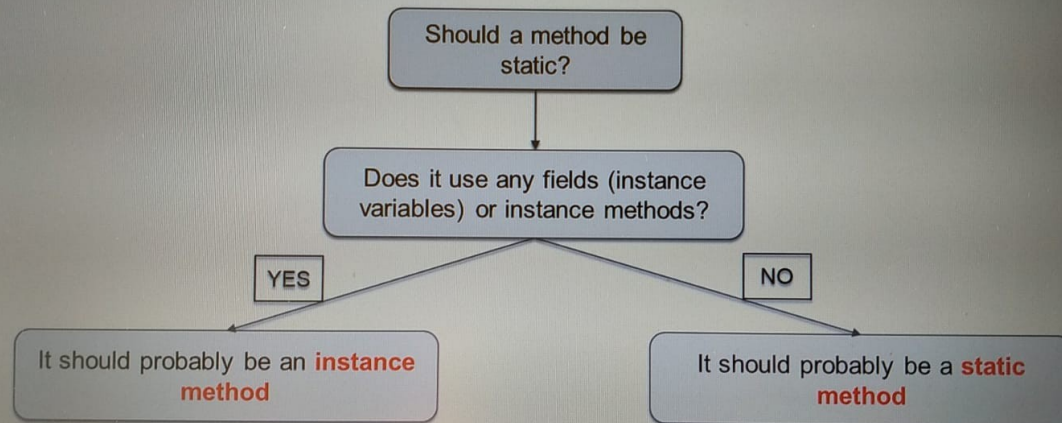 Should a method be
static?
Does it use any fields (instance
variables) or instance methods?
YES
NO
It should probably be an instance
method
It should probably be a static
method